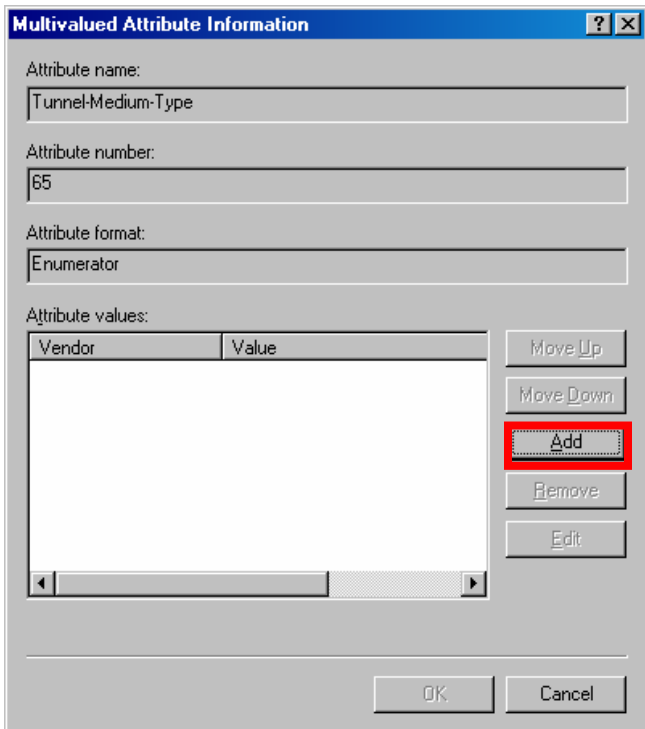 Multivalued Attribute Information
Attribute name:
Tunnel-Medium-Type
Attribute number:
65
Attribute format:
Enumerator
Attribute values:
Vendor Value
Move Up
Move Down
Add
Remove
Edit
OK Cancel